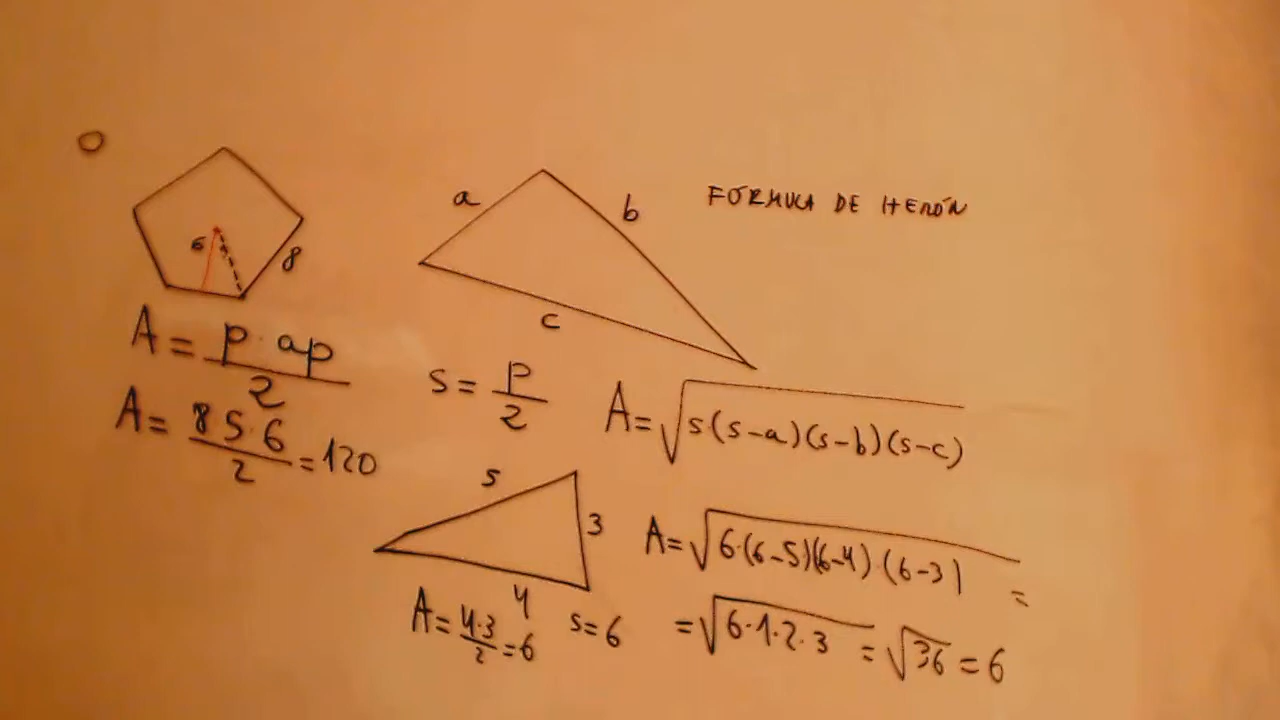 FÓRMULA DE HERÓN
a
b
c
6
8
A = p · ap / 2
A = 8 5 · 6 / 2 = 120
s = p / 2
A = √s(s-a)(s-b)(s-c)
5
3
4
A = 4·3 / 2 = 6
s = 6
A = √6·(6-5)(6-4)·(6-3) =
= √6·1·2·3 = √36 = 6